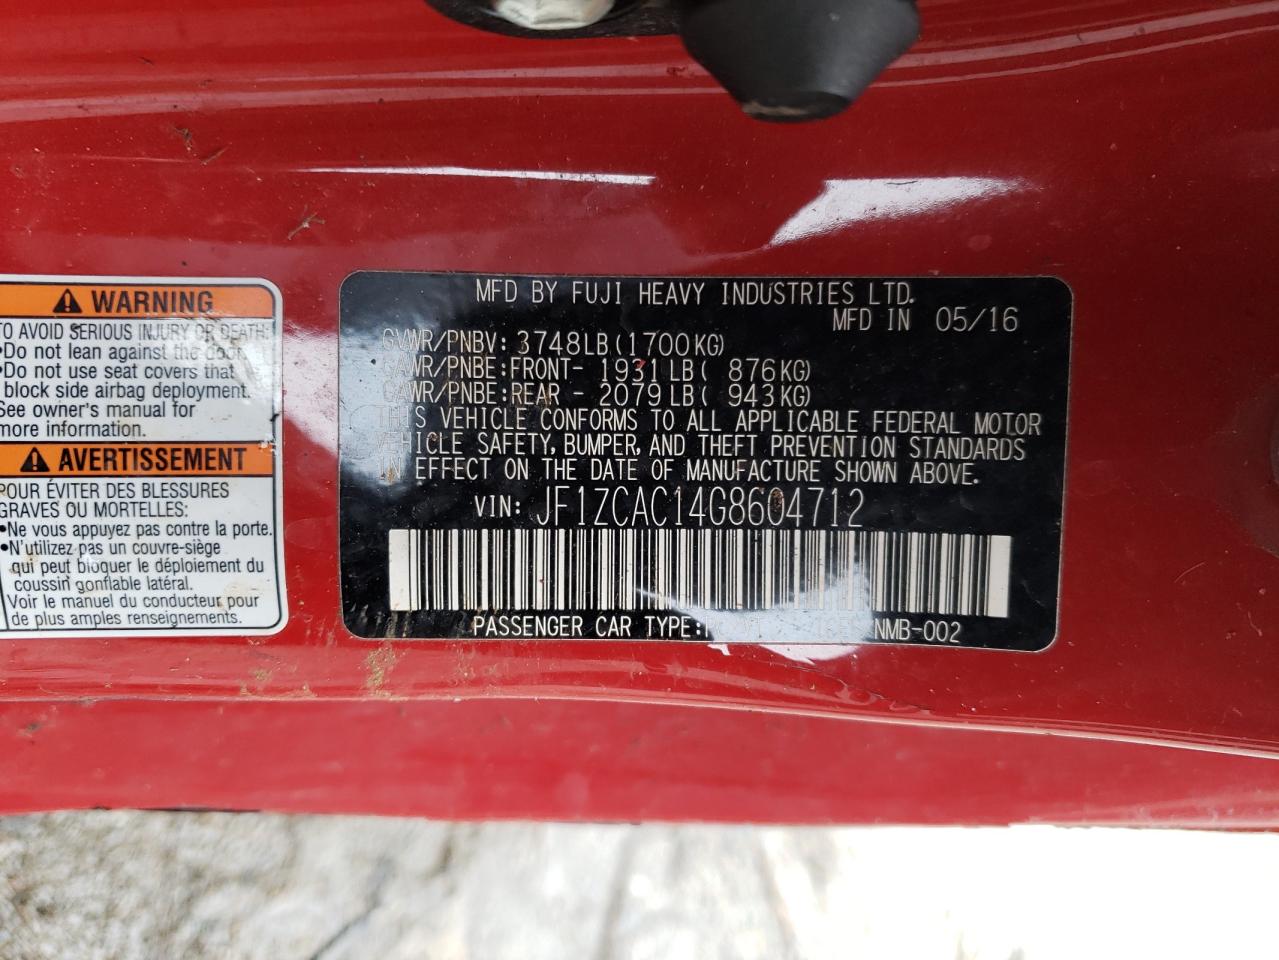 WARNING
TO AVOID SERIOUS INJURY OR DEATH:
•Do not lean against the door.
•Do not use seat covers that
block side airbag deployment.
See owner's manual for
more information.
AVERTISSEMENT
POUR ÉVITER DES BLESSURES
GRAVES OU MORTELLES:
•Ne vous appuyez pas contre la porte.
•N'utilizez pas un couvre-siège
qui peut bloquer le déploiement du
coussin gonflable latéral.
Voir le manuel du conducteur pour
de plus amples renseignements.
MFD BY FUJI HEAVY INDUSTRIES LTD.
MFD IN 05/16
GVWR/PNBV: 3748LB(1700KG)
GAWR/PNBE:FRONT- 1931LB( 876KG)
GAWR/PNBE:REAR - 2079LB( 943KG)
THIS VEHICLE CONFORMS TO ALL APPLICABLE FEDERAL MOTOR
VEHICLE SAFETY, BUMPER, AND THEFT PREVENTION STANDARDS
IN EFFECT ON THE DATE OF MANUFACTURE SHOWN ABOVE.
VIN: JF1ZCAC14G8604712
PASSENGER CAR TYPE: NMB-002